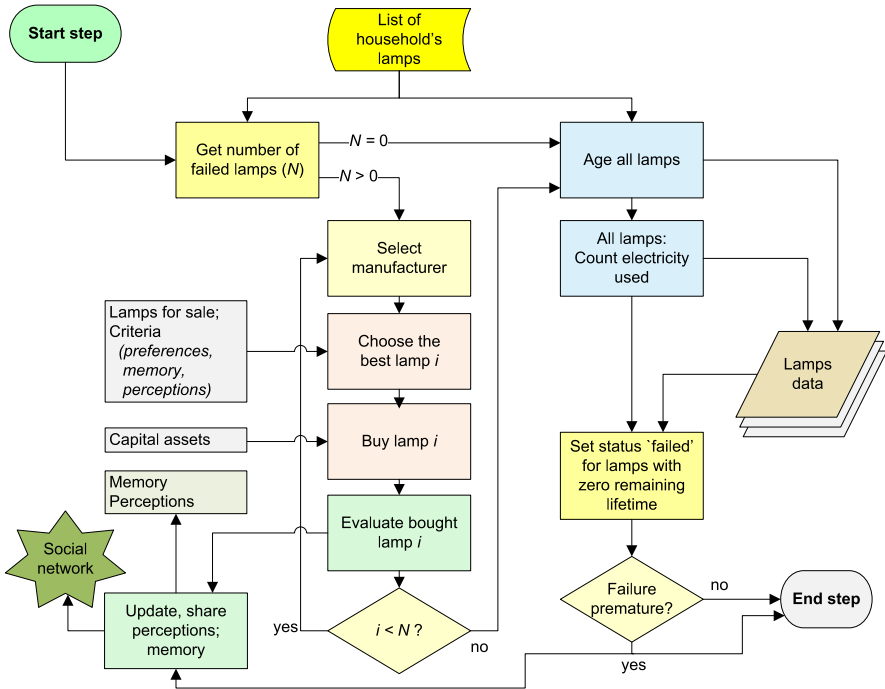 Start step
List of
household’s
lamps
Get number of
failed lamps (N)
N = 0
N > 0
Age all lamps
Select
manufacturer
All lamps:
Count electricity
used
Lamps for sale;
Criteria
(preferences,
memory,
perceptions)
Choose the
best lamp i
Lamps
data
Capital assets
Buy lamp i
Set status `failed’
for lamps with
zero remaining
lifetime
Memory
Perceptions
Evaluate bought
lamp i
Social
network
Update, share
perceptions;
memory
yes
i < N ?
no
Failure
premature?
no
yes
End step